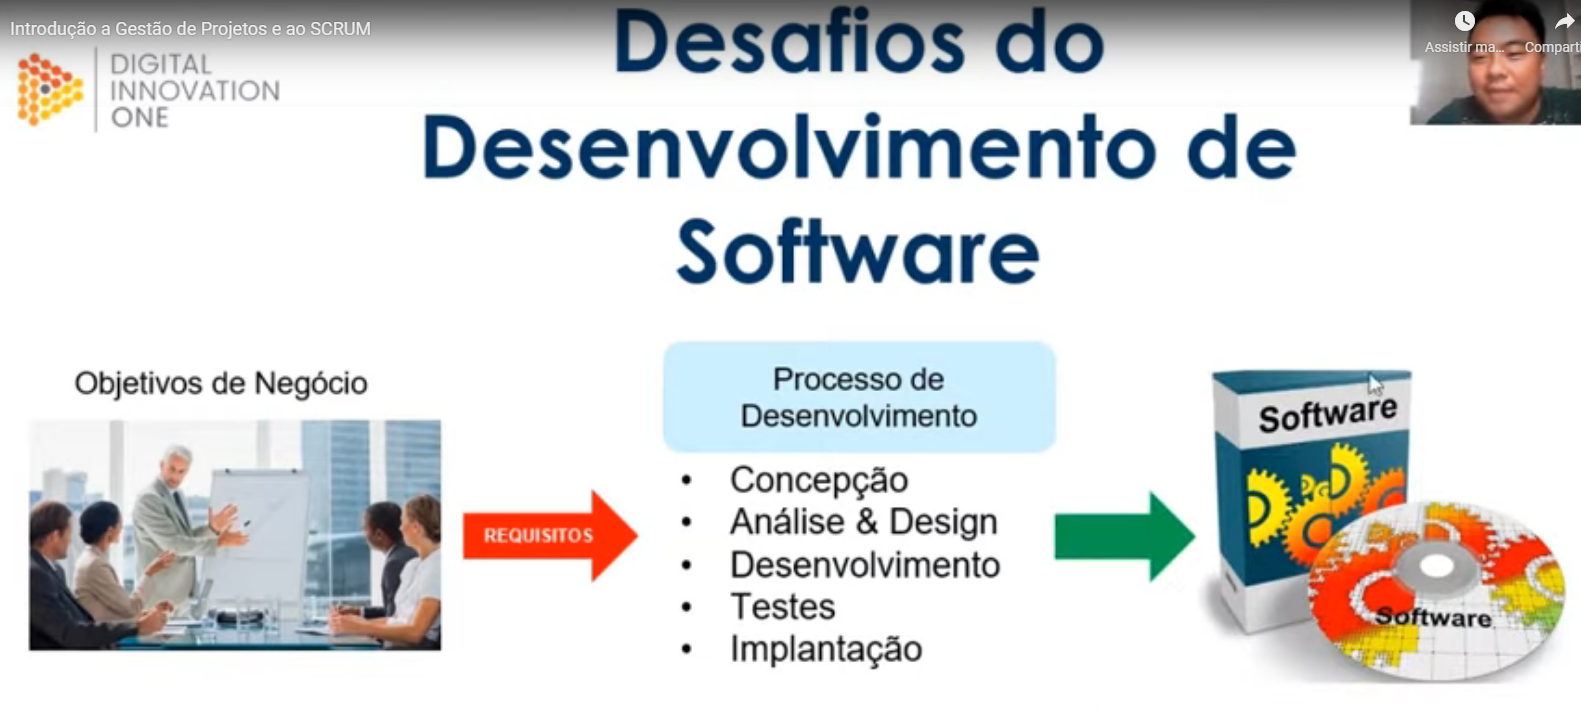 Introdução a Gestão de Projetos e ao SCRUM
Assistir ma...
Comparti
DIGITAL
INNOVATION
ONE
Desafios do
Desenvolvimento de
Software
Objetivos de Negócio
REQUISITOS
Processo de
Desenvolvimento
• Concepção
• Análise & Design
• Desenvolvimento
• Testes
• Implantação
Software
Software